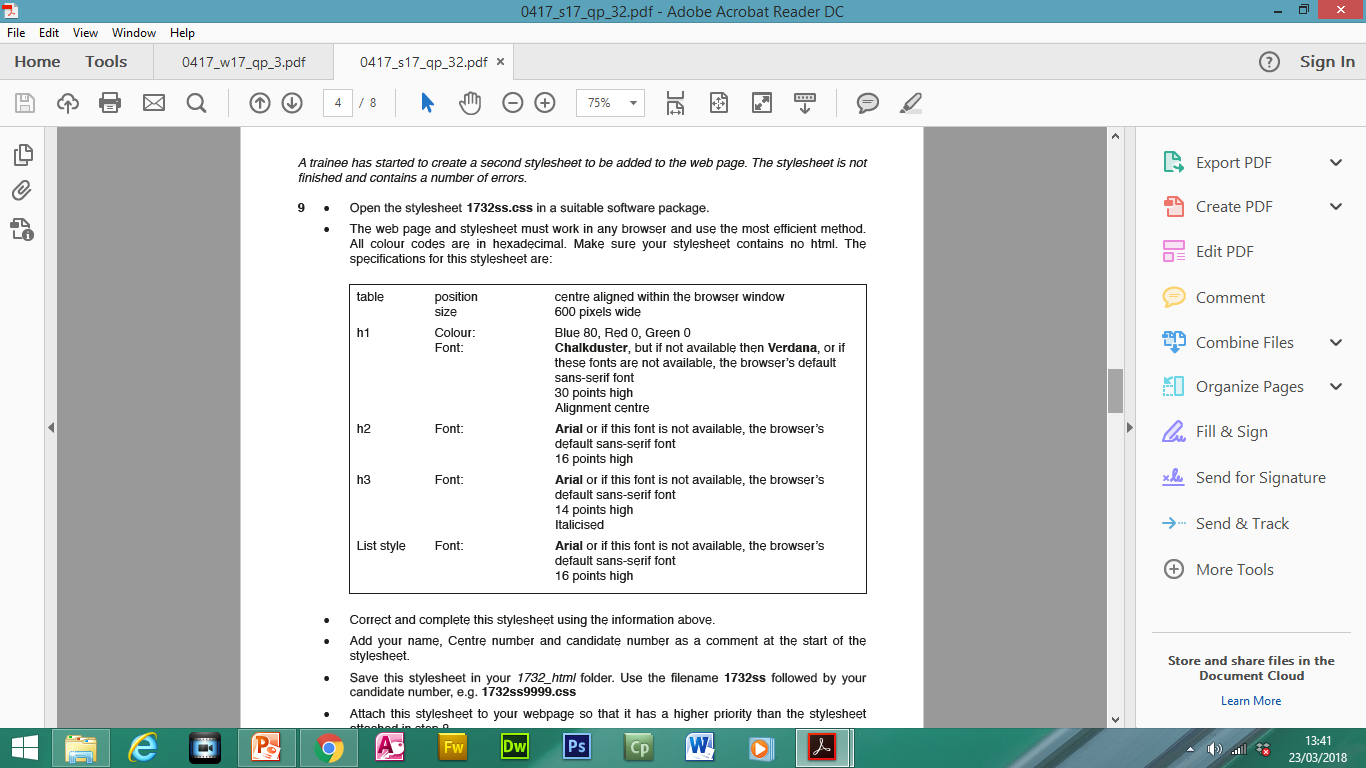 0417_s17_qp_32.pdf - Adobe Acrobat Reader DC
File Edit View Window Help
Home Tools 0417_w17_qp_3.pdf 0417_s17_qp_32.pdf × Sign In
4 / 8 75%
A trainee has started to create a second stylesheet to be added to the web page. The stylesheet is not
finished and contains a number of errors.
9 • Open the stylesheet 1732ss.css in a suitable software package.
• The web page and stylesheet must work in any browser and use the most efficient method.
All colour codes are in hexadecimal. Make sure your stylesheet contains no html. The
specifications for this stylesheet are:
table position centre aligned within the browser window
size 600 pixels wide
h1 Colour: Blue 80, Red 0, Green 0
Font: Chalkduster, but if not available then Verdana, or if
these fonts are not available, the browser's default
sans-serif font
30 points high
Alignment centre
h2 Font: Arial or if this font is not available, the browser's
default sans-serif font
16 points high
h3 Font: Arial or if this font is not available, the browser's
default sans-serif font
14 points high
Italicised
List style Font: Arial or if this font is not available, the browser's
default sans-serif font
16 points high
• Correct and complete this stylesheet using the information above.
• Add your name, Centre number and candidate number as a comment at the start of the
stylesheet.
• Save this stylesheet in your 1732_html folder. Use the filename 1732ss followed by your
candidate number, e.g. 1732ss9999.css
• Attach this stylesheet to your webpage so that it has a higher priority than the stylesheet
Export PDF
Create PDF
Edit PDF
Comment
Combine Files
Organize Pages
Fill & Sign
Send for Signature
Send & Track
More Tools
Store and share files in the
Document Cloud
Learn More
Fw Dw Ps Cp
13:41
23/03/2018